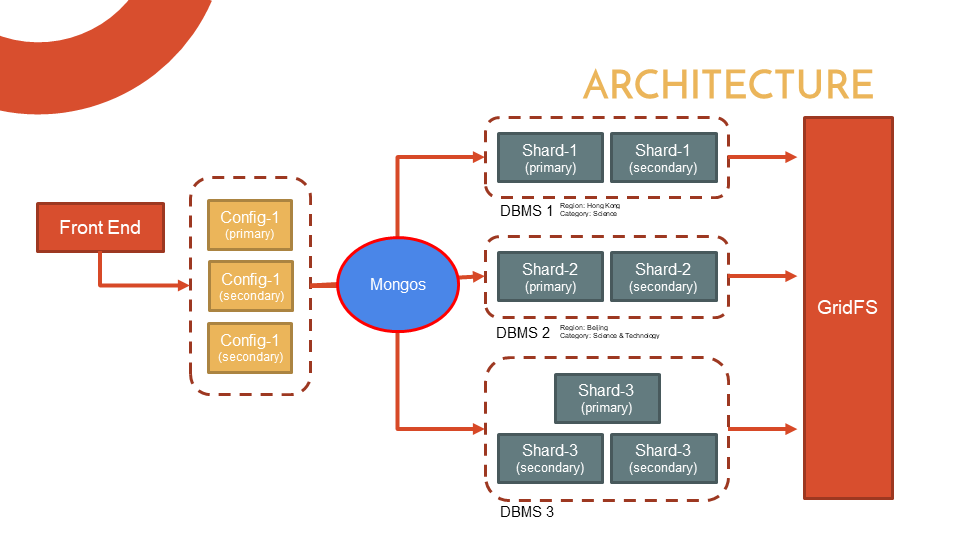 ARCHITECTURE
Front End
Config-1
(primary)
Config-1
(secondary)
Config-1
(secondary)
Mongos
Shard-1
(primary)
Shard-1
(secondary)
DBMS 1
Region: Hong Kong
Category: Science
Shard-2
(primary)
Shard-2
(secondary)
DBMS 2
Region: Beijing
Category: Science & Technology
Shard-3
(primary)
Shard-3
(secondary)
Shard-3
(secondary)
DBMS 3
GridFS